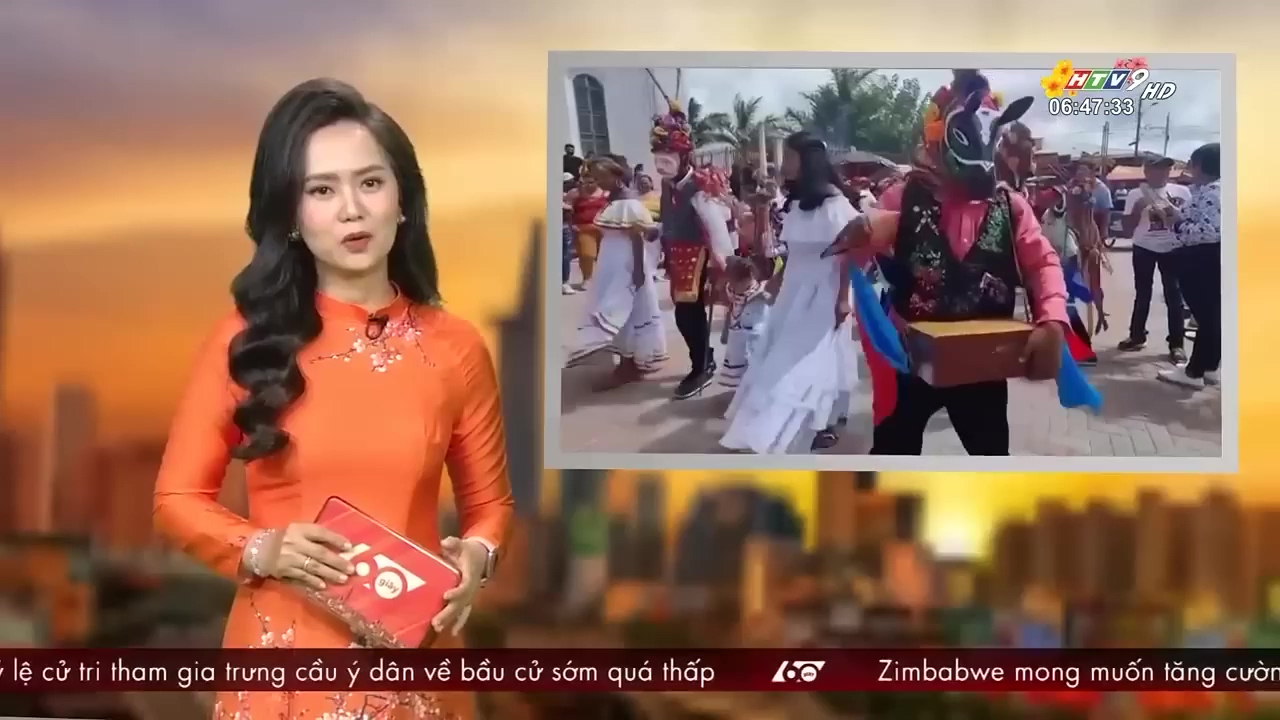 HTV9 HD
06:47:33
60 giây
lệ cử tri tham gia trưng cầu ý dân về bầu cử sớm quá thấp
60 giây
Zimbabwe mong muốn tăng